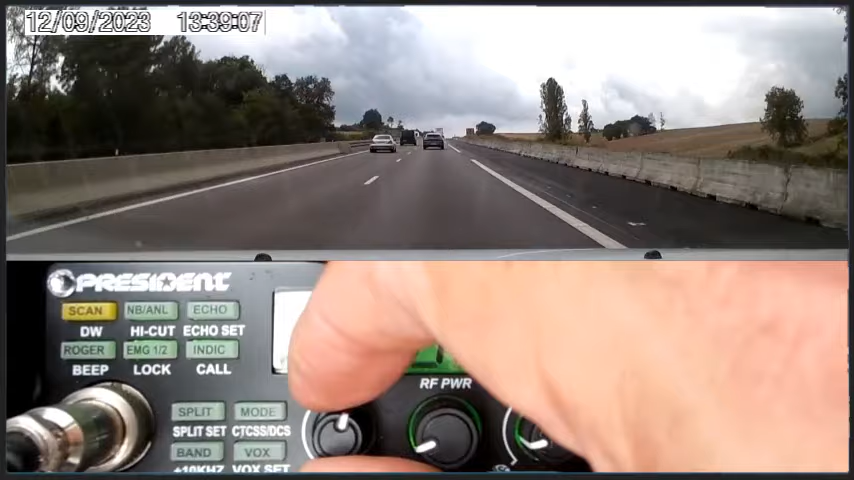 12/09/2023 13:39:07
PRESIDENT
SCAN NB/ANL ECHO
DW HI-CUT ECHO SET
ROGER EMG 1/2 INDIC
BEEP LOCK CALL
RF PWR
SPLIT MODE
SPLIT SET CTCSS/DCS
BAND VOX
+10KHZ VOX SET